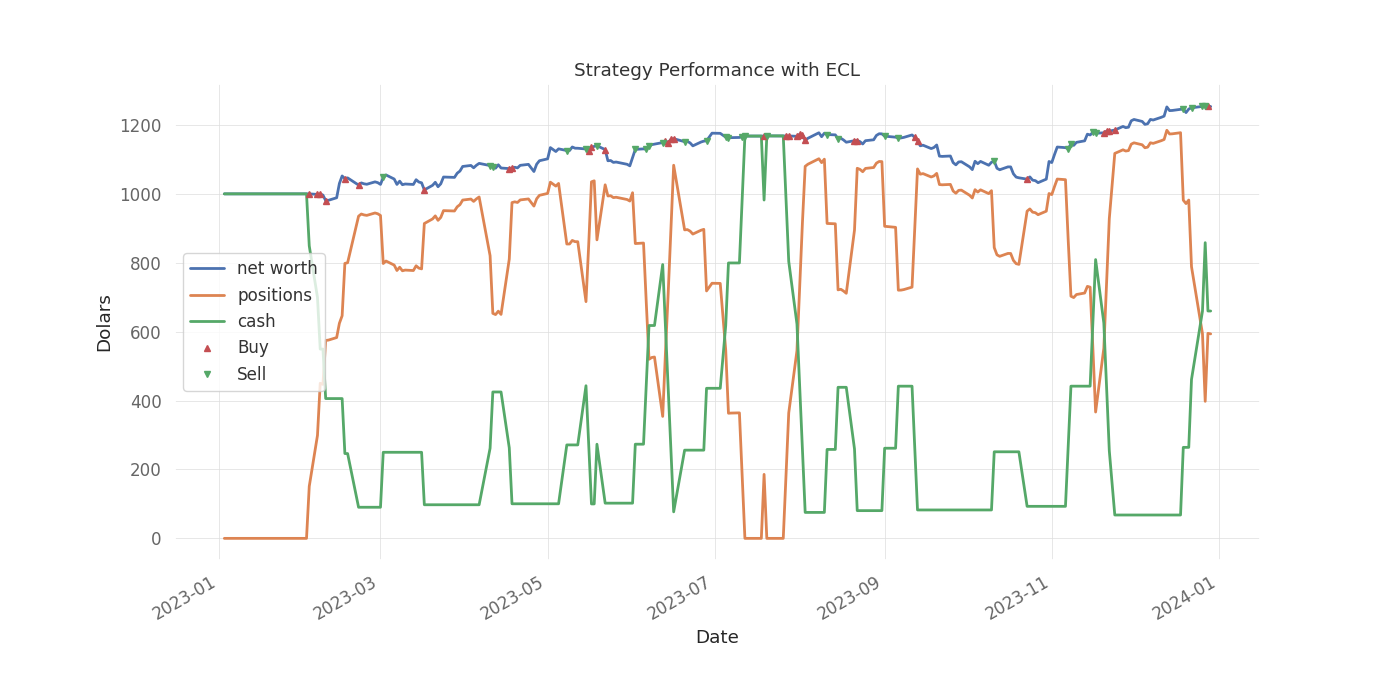 Strategy Performance with ECL
1200
1000
800
600
400
200
0
Dolars
net worth
positions
cash
Buy
Sell
2023-01
2023-03
2023-05
2023-07
2023-09
2023-11
2024-01
Date